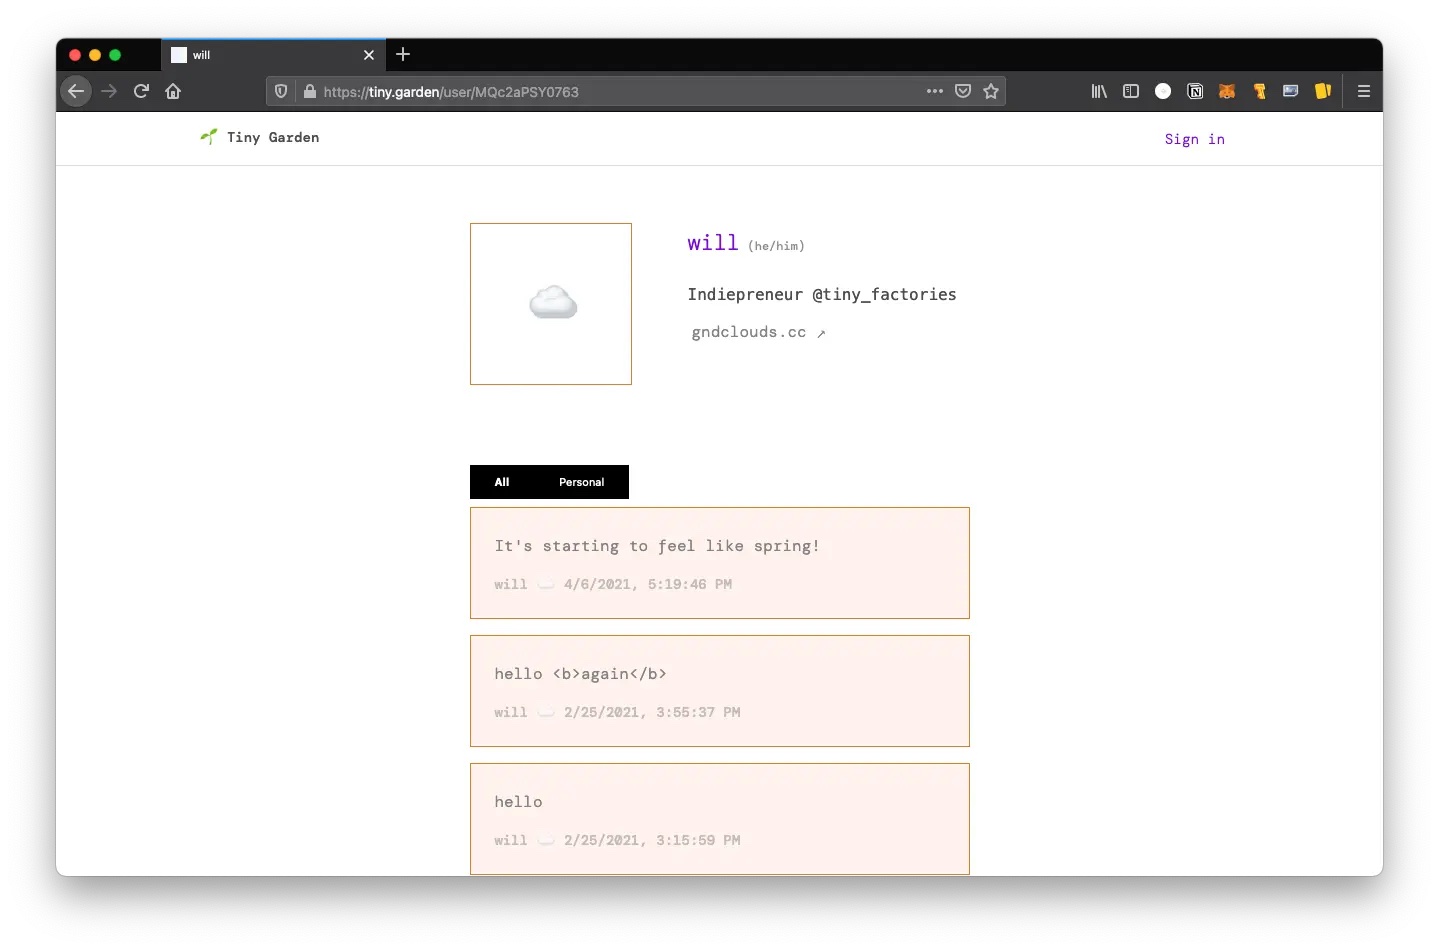 will
https://tiny.garden/user/MQc2aPSY0763
Tiny Garden
Sign in
will (he/him)
Indiepreneur @tiny_factories
gndclouds.cc ↗
All Personal
It's starting to feel like spring!
will ☁️ 4/6/2021, 5:19:46 PM
hello <b>again</b>
will ☁️ 2/25/2021, 3:55:37 PM
hello
will ☁️ 2/25/2021, 3:15:59 PM